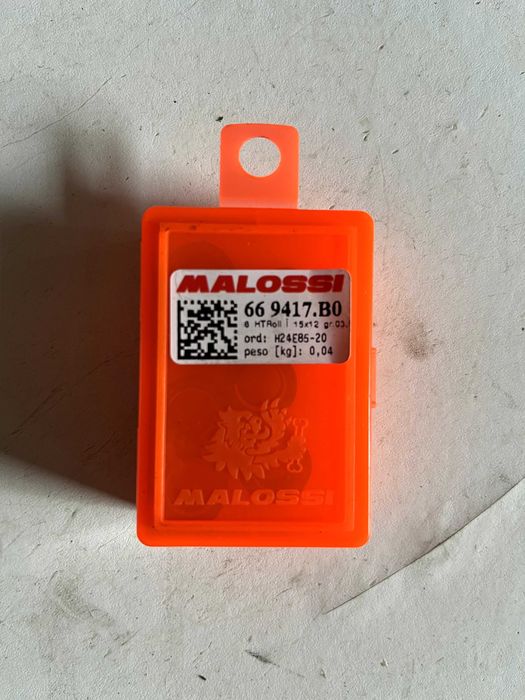 MALOSSI
66 9417.B0
6 HTRoll 15x12 gr.03,
ord: H24E85-20
peso [kg]: 0,04
MALOSSI